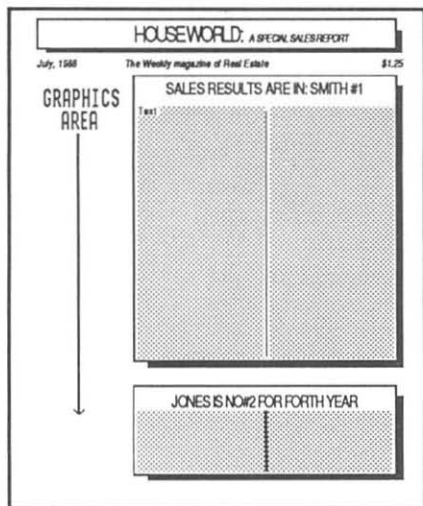 HOUSEWORLD: A SPECIAL SALES REPORT
July, 1988 The Weekly magazine of Real Estate $1.25
GRAPHICS
AREA
SALES RESULTS ARE IN: SMITH #1
Text
JONES IS NO#2 FOR FORTH YEAR